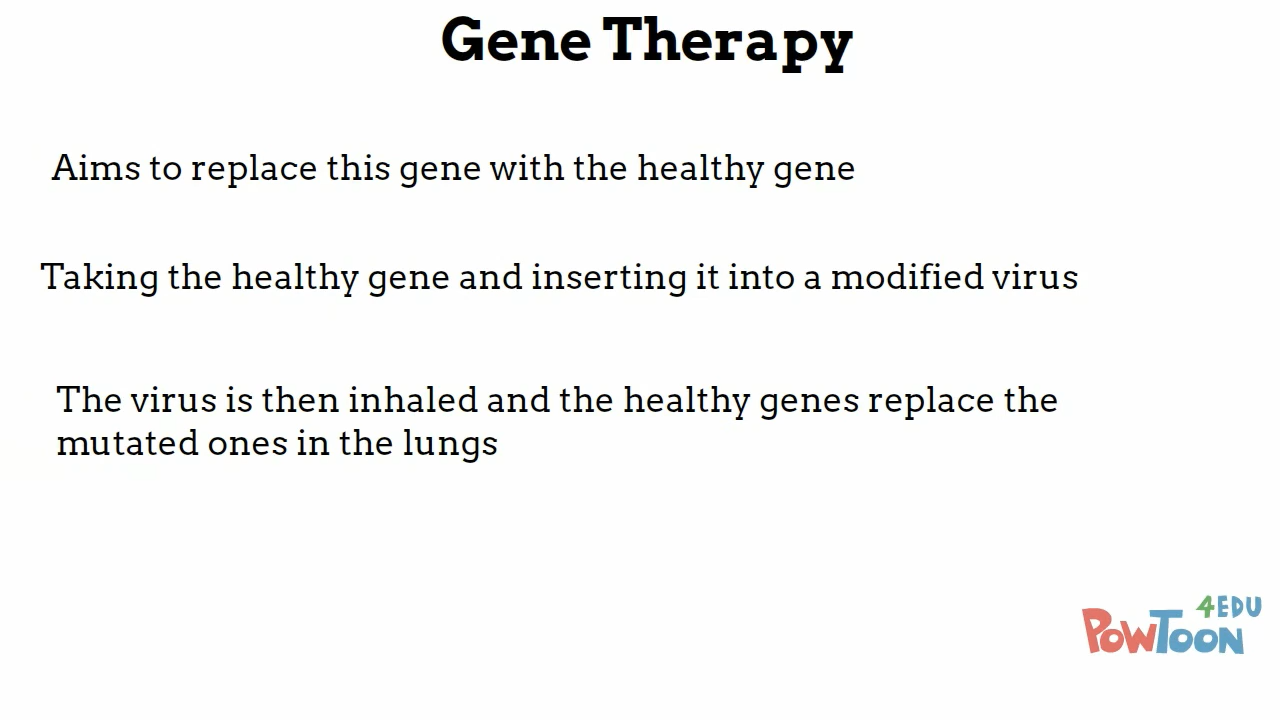 Gene Therapy
Aims to replace this gene with the healthy gene
Taking the healthy gene and inserting it into a modified virus
The virus is then inhaled and the healthy genes replace the
mutated ones in the lungs
4EDU
PowToon